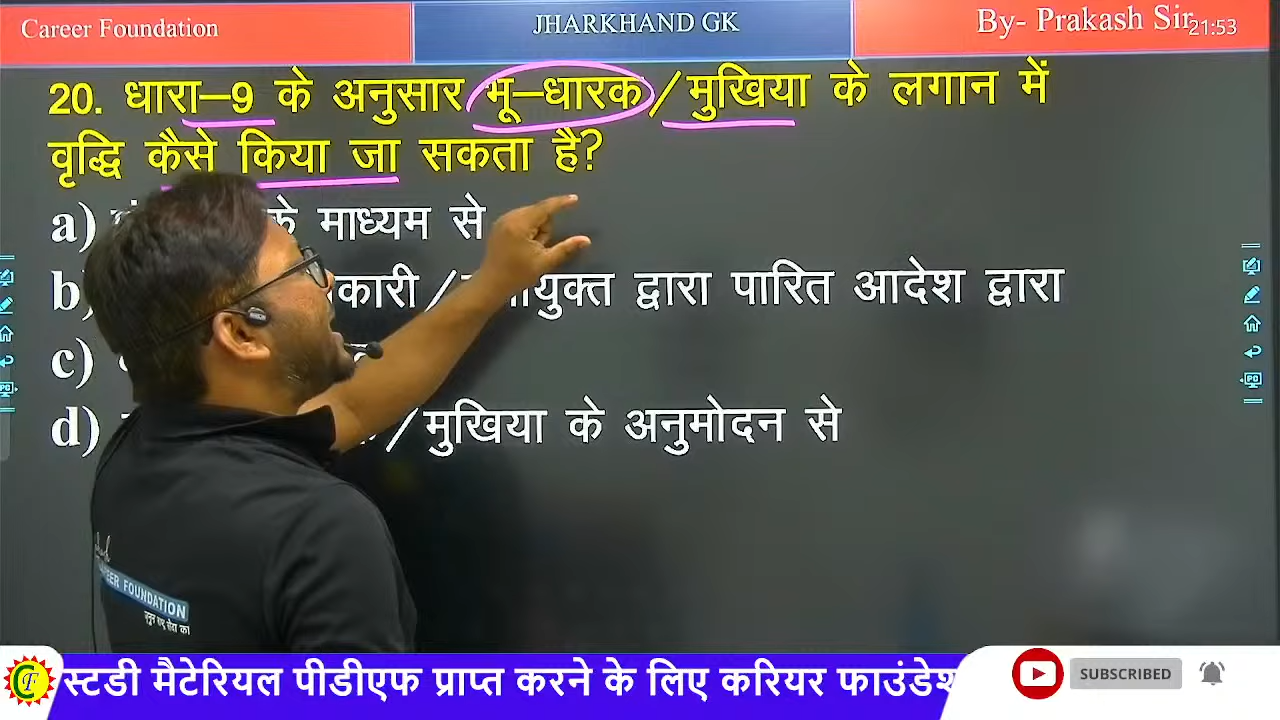 Career Foundation
JHARKHAND GK
By- Prakash Sir
21:53
20. धारा–9 के अनुसार भू–धारक/मुखिया के लगान में
वृद्धि कैसे किया जा सकता है?
a) के माध्यम से
b) द्वारा पारित आदेश द्वारा
c)
d) /मुखिया के अनुमोदन से
FOUNDATION
स्टडी मैटेरियल पीडीएफ प्राप्त करने के लिए करियर
SUBSCRIBED